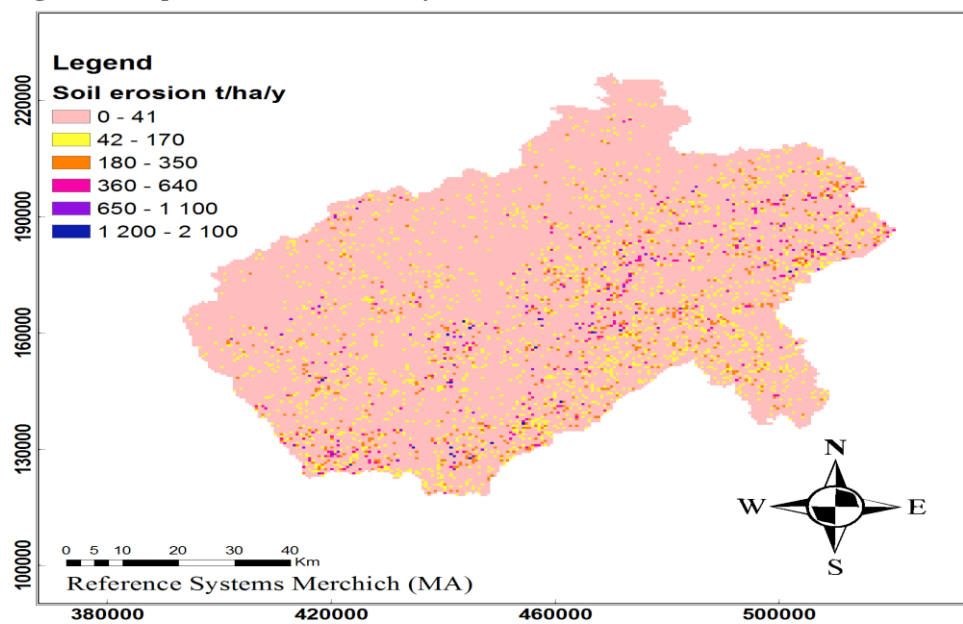 Legend
Soil erosion t/ha/y
0 - 41
42 - 170
180 - 350
360 - 640
650 - 1 100
1 200 - 2 100
220000
190000
160000
130000
100000
N
W E
S
0 5 10 20 30 40
Km
Reference Systems Merchich (MA)
380000 420000 460000 500000